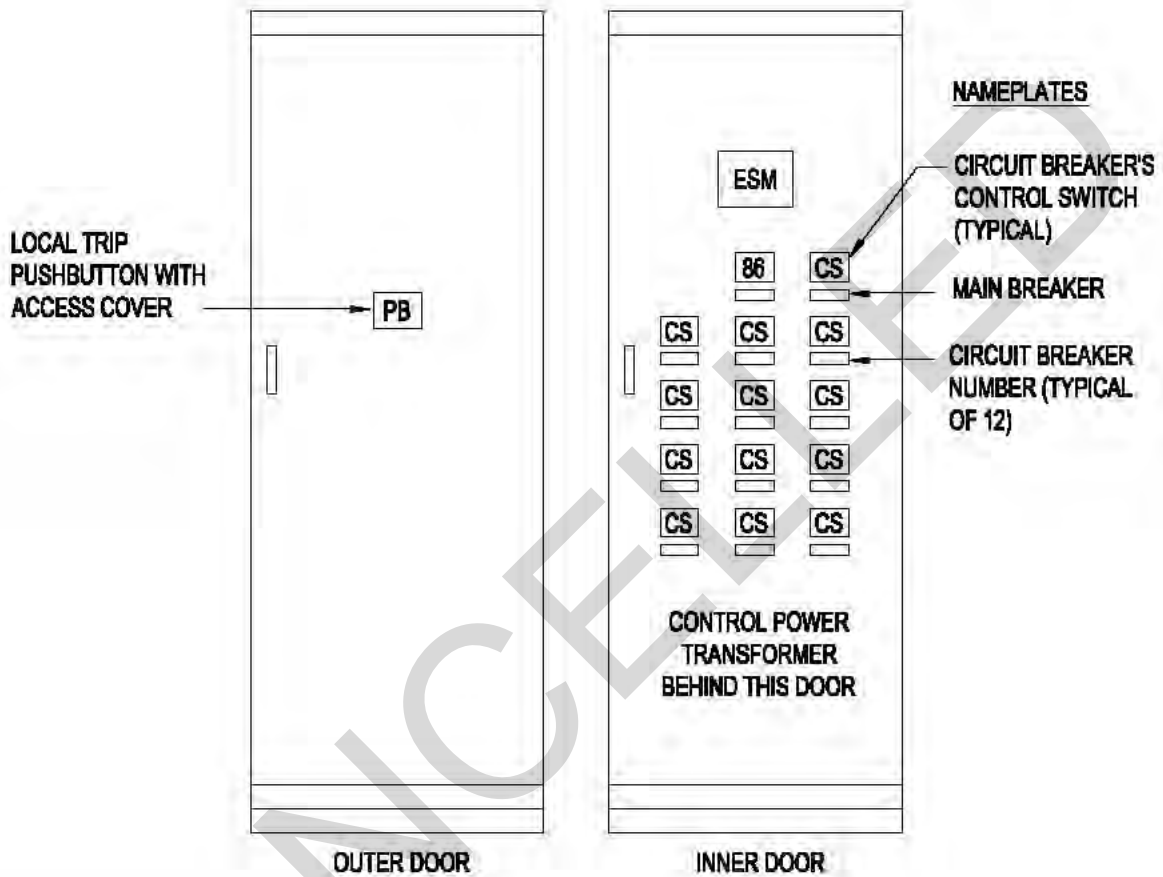 NAMEPLATES
LOCAL TRIP
PUSHBUTTON WITH
ACCESS COVER
PB
OUTER DOOR
ESM
86 CS
CS CS CS
CS CS CS
CS CS CS
CS CS CS
CONTROL POWER
TRANSFORMER
BEHIND THIS DOOR
INNER DOOR
CIRCUIT BREAKER'S
CONTROL SWITCH
(TYPICAL)
MAIN BREAKER
CIRCUIT BREAKER
NUMBER (TYPICAL
OF 12)
NCELLED